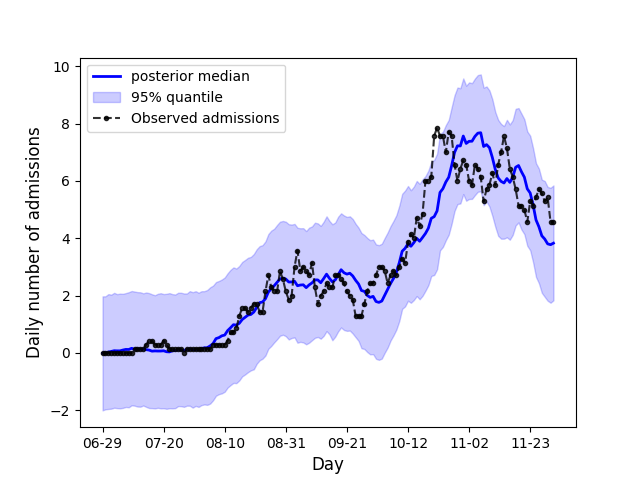 posterior median
95% quantile
Observed admissions
Daily number of admissions
10
8
6
4
2
0
−2
06-29 07-20 08-10 08-31 09-21 10-12 11-02 11-23
Day